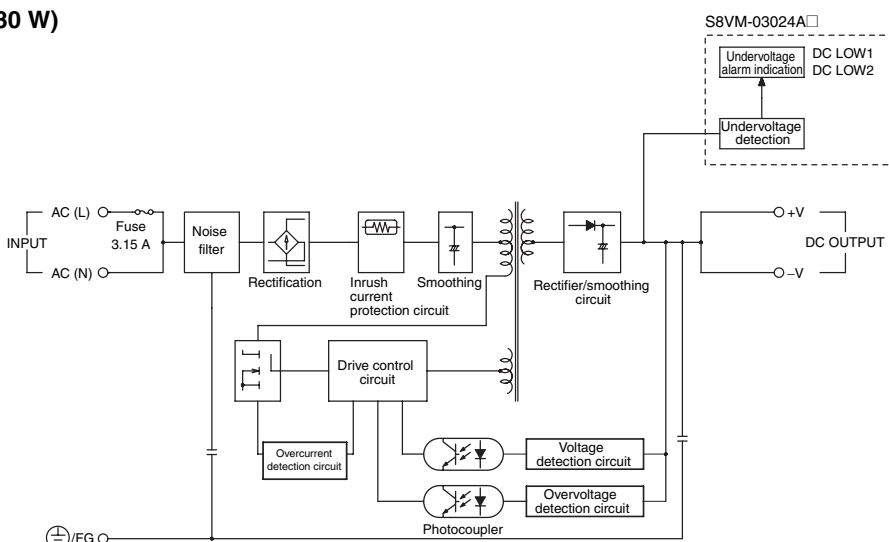 30 W)
S8VM-03024A□
Undervoltage
alarm indication
DC LOW1
DC LOW2
Undervoltage
detection
INPUT
AC (L)
AC (N)
Fuse
3.15 A
Noise
filter
Rectification
Inrush
current
protection circuit
Smoothing
Rectifier/smoothing
circuit
+V
DC OUTPUT
–V
Drive control
circuit
Overcurrent
detection circuit
Voltage
detection circuit
Overvoltage
detection circuit
Photocoupler
/FG